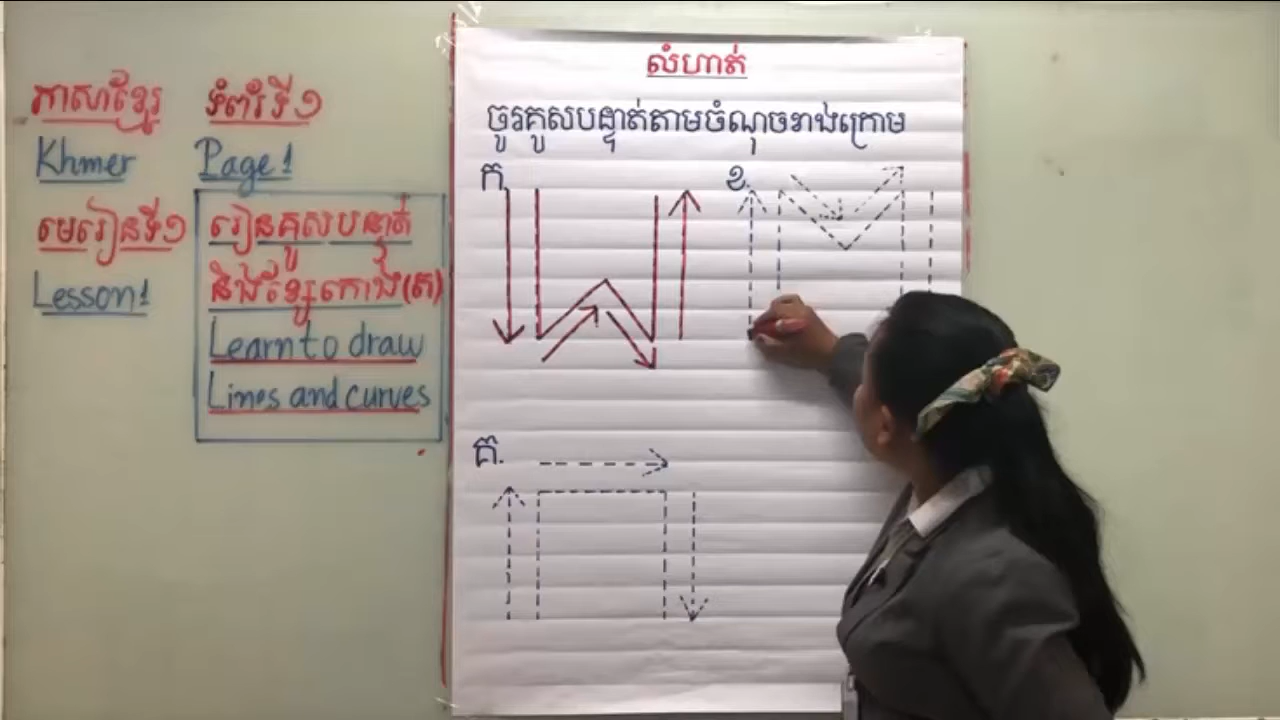 ភាសាខ្មែរ
Khmer
មេរៀនទី១
Lesson 1
ទំព័រទី១
Page 1
រៀនគូសបន្ទាត់
និងខ្សែកោង(ត)
Learn to draw
Lines and curves
លំហាត់
ចូរគូសបន្ទាត់តាមចំណុចខាងក្រោម
ក
ខ
គ.